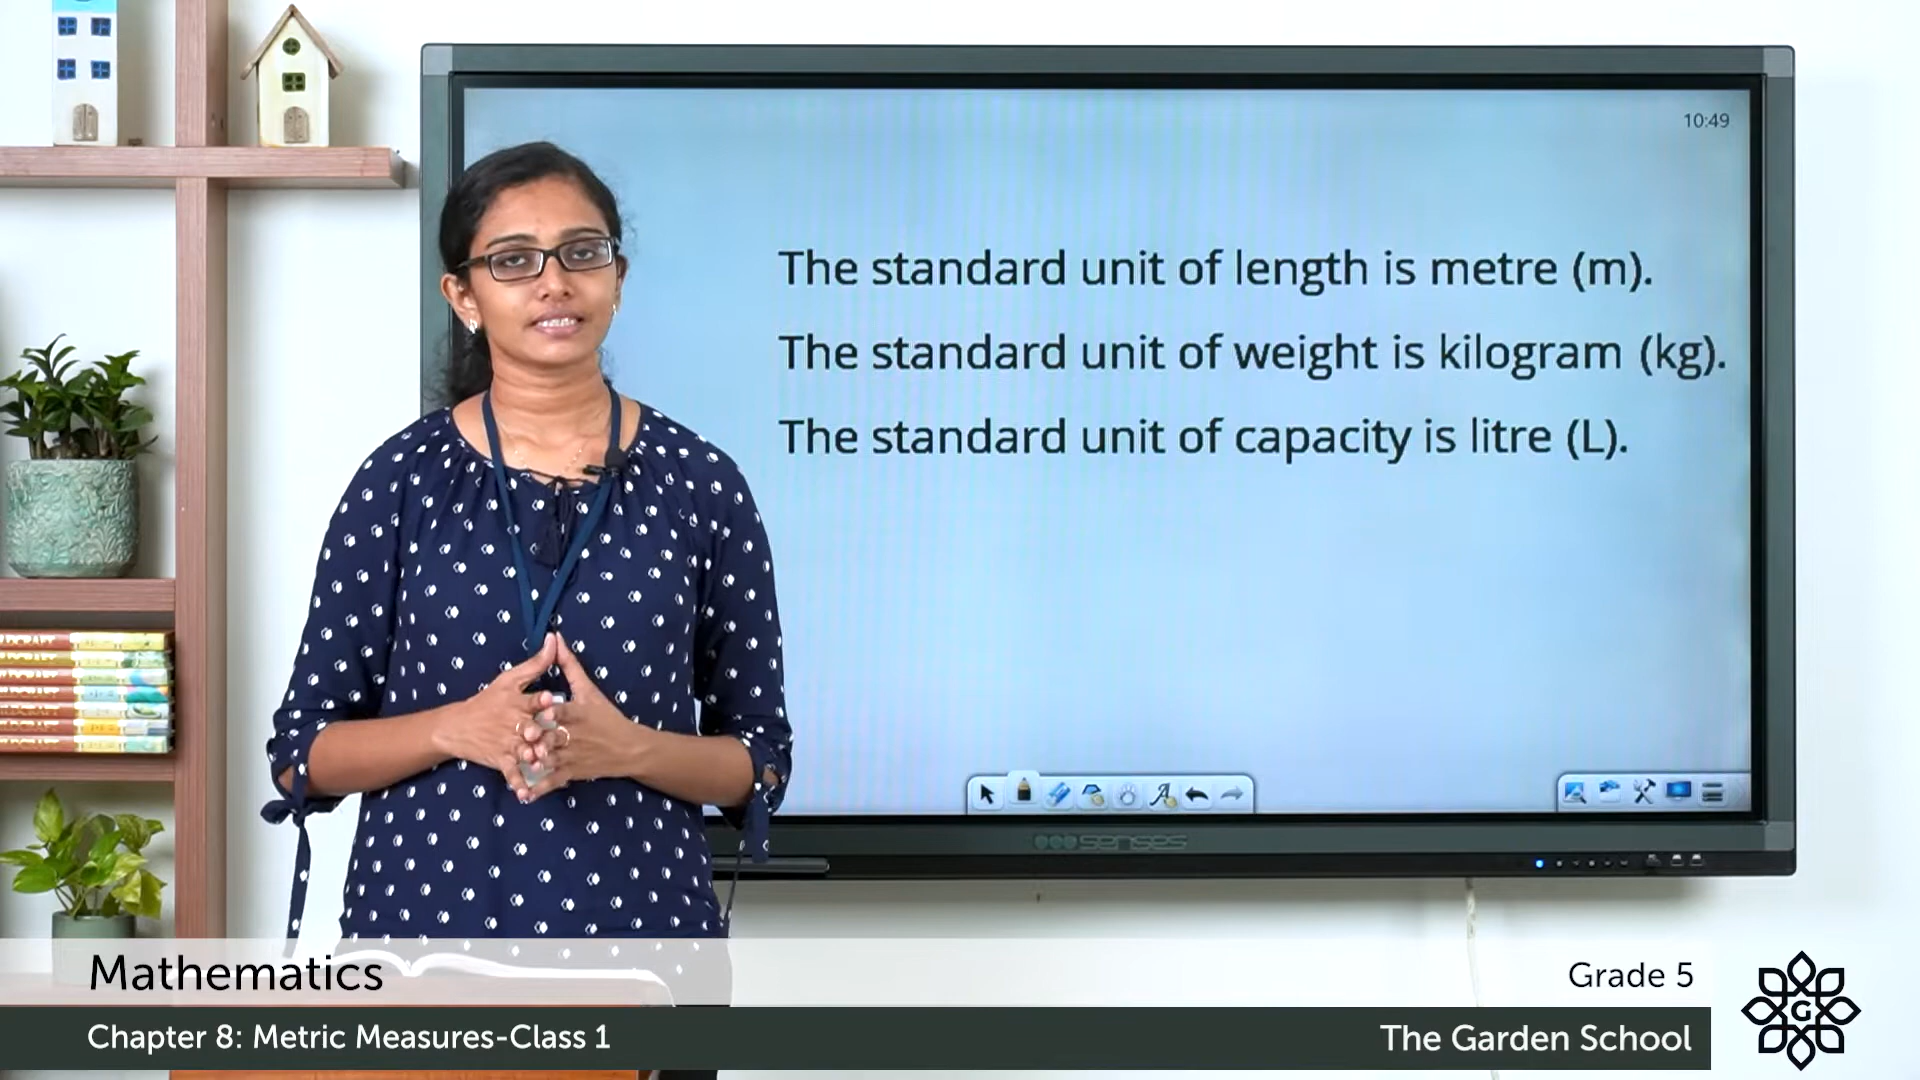 10:49
The standard unit of length is metre (m).
The standard unit of weight is kilogram (kg).
The standard unit of capacity is litre (L).
senses
Mathematics
Grade 5
Chapter 8: Metric Measures-Class 1
The Garden School
G